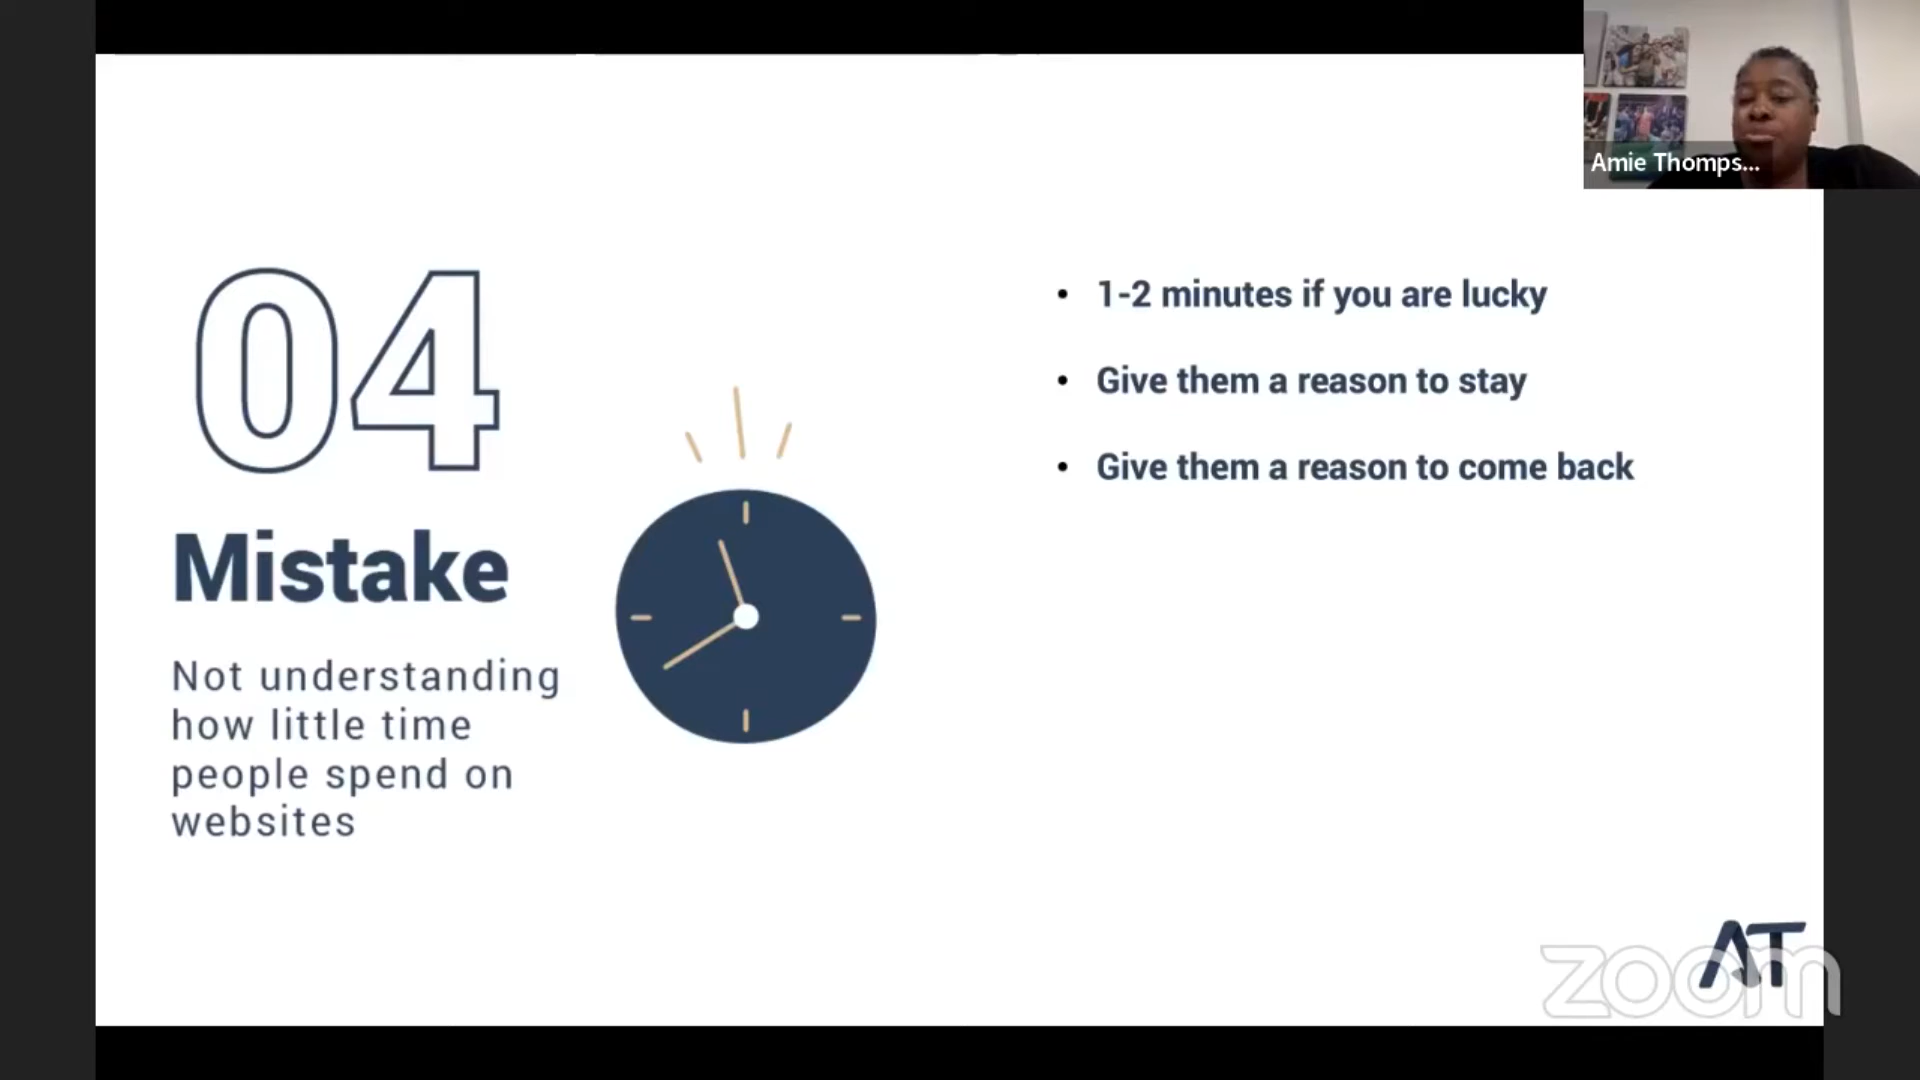 Amie Thomps...
04
Mistake
Not understanding
how little time
people spend on
websites
• 1-2 minutes if you are lucky
• Give them a reason to stay
• Give them a reason to come back
AT
zoom